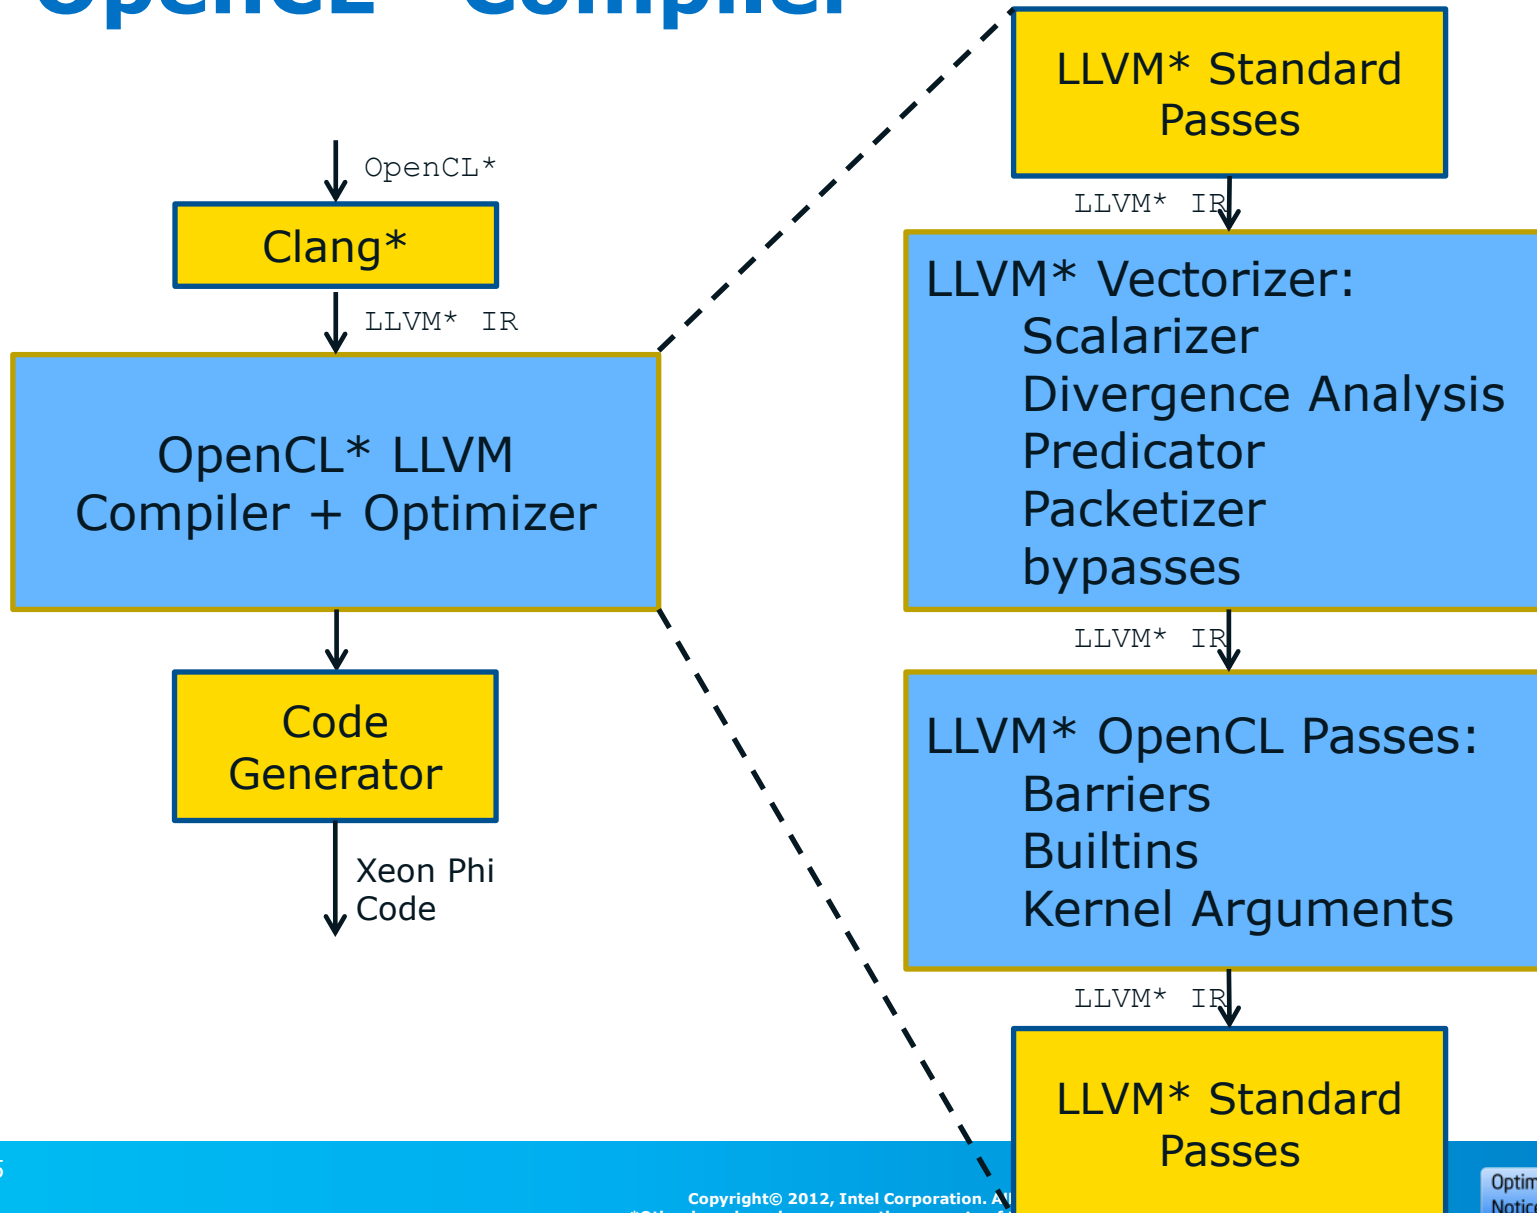 OpenCL* Compiler
OpenCL*
Clang*
LLVM* IR
OpenCL* LLVM
Compiler + Optimizer
Code
Generator
Xeon Phi
Code
LLVM* Standard
Passes
LLVM* IR
LLVM* Vectorizer:
Scalarizer
Divergence Analysis
Predicator
Packetizer
bypasses
LLVM* IR
LLVM* OpenCL Passes:
Barriers
Builtins
Kernel Arguments
LLVM* IR
LLVM* Standard
Passes
Copyright© 2012, Intel Corporation.